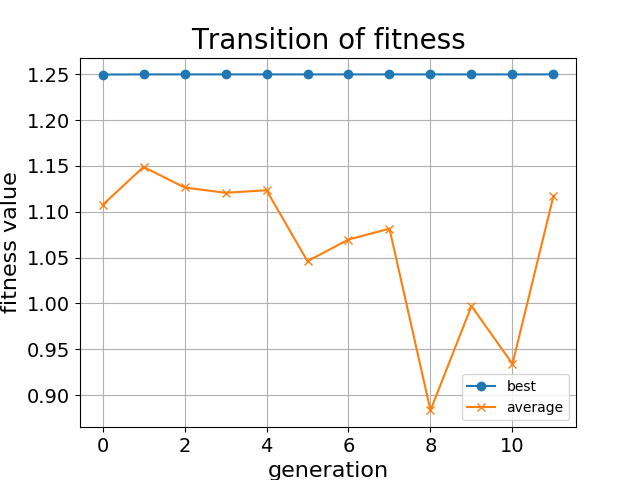 Transition of fitness
fitness value
1.25
1.20
1.15
1.10
1.05
1.00
0.95
0.90
0 2 4 6 8 10
generation
best
average